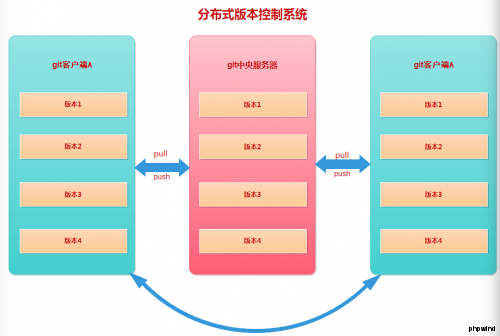 分布式版本控制系统
git客户端A
版本1
版本2
版本3
版本4
pull
push
git中央服务器
版本1
版本2
版本3
版本4
pull
push
git客户端A
版本1
版本2
版本3
版本4
phpwind